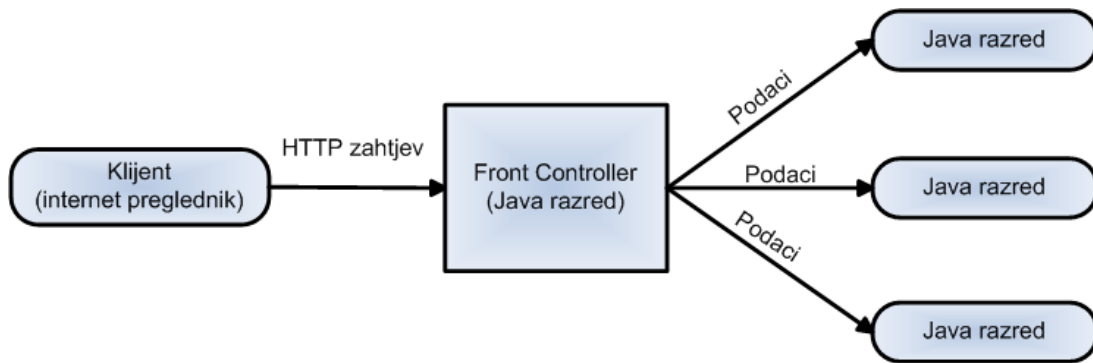 Klijent
(internet preglednik)
HTTP zahtjev
Front Controller
(Java razred)
Podaci
Java razred
Podaci
Java razred
Podaci
Java razred